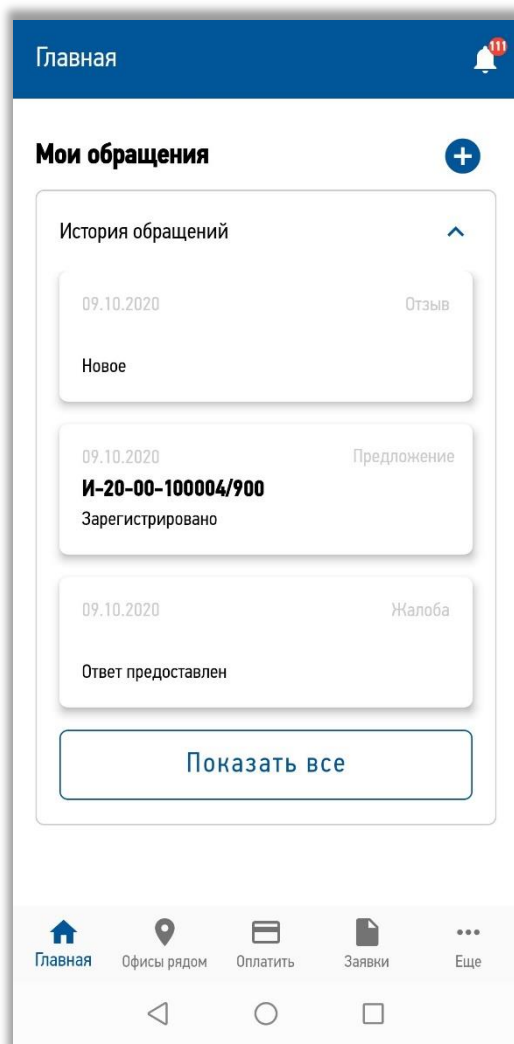 Главная
111
Мои обращения
История обращений
09.10.2020 Отзыв
Новое
09.10.2020 Предложение
И-20-00-100004/900
Зарегистрировано
09.10.2020 Жалоба
Ответ предоставлен
Показать все
Главная Офисы рядом Оплатить Заявки Еще